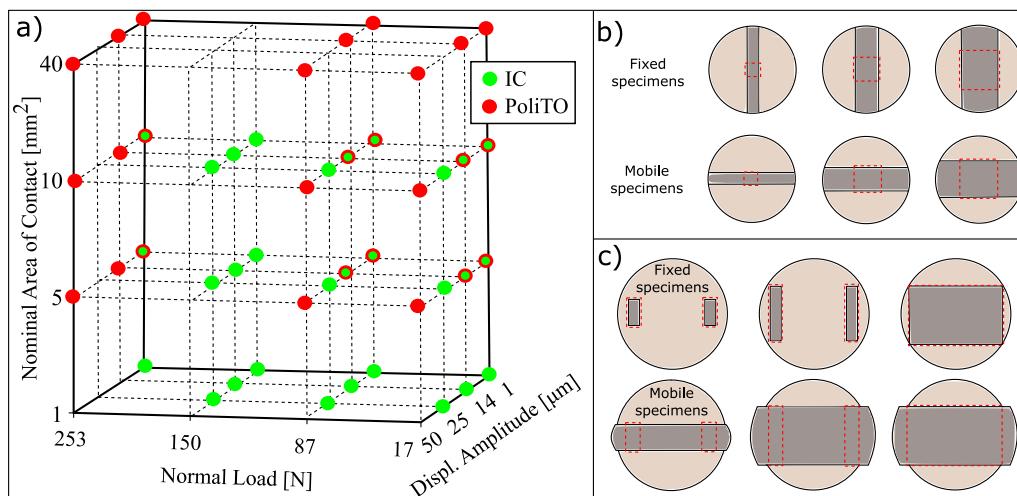 a)
40
10
5
1
Nominal Area of Contact [mm²]
253
150
87
17
Normal Load [N]
50
25
14
1
Displ. Amplitude [μm]
IC
PoliTO
b)
Fixed
specimens
Mobile
specimens
c)
Fixed
specimens
Mobile
specimens